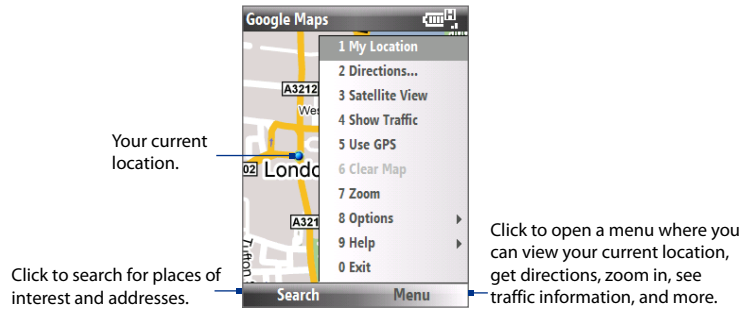 Google Maps
1 My Location
2 Directions...
3 Satellite View
4 Show Traffic
5 Use GPS
6 Clear Map
7 Zoom
8 Options
9 Help
0 Exit
A3212
Wes
02
Londo
A321
Tufton S
Search
Menu
Your current
location.
Click to search for places of
interest and addresses.
Click to open a menu where you
can view your current location,
get directions, zoom in, see
traffic information, and more.